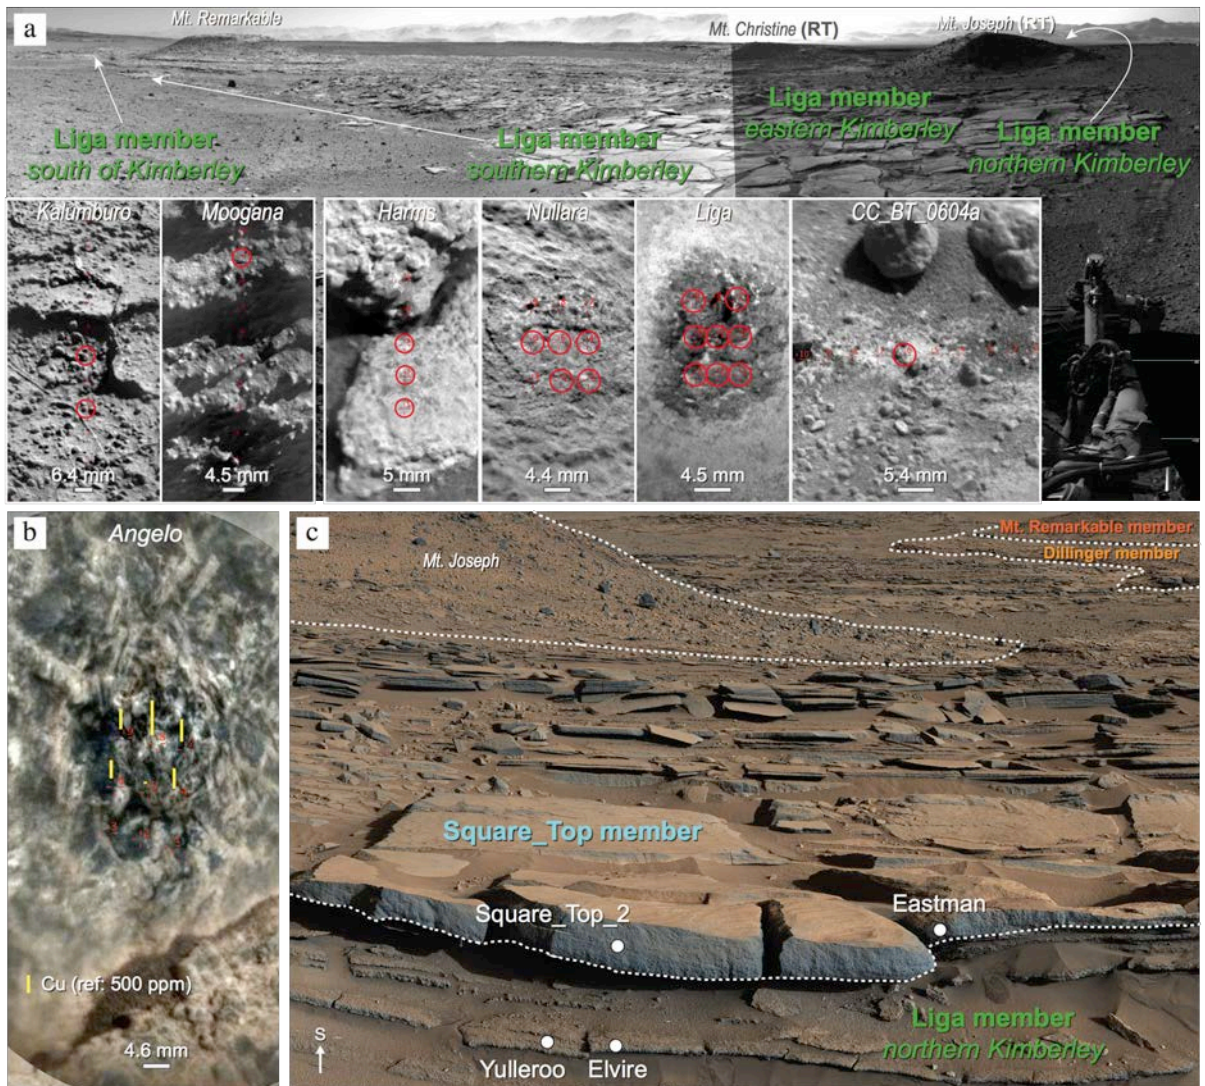 a
Mt. Remarkable
Mt. Christine (RT)
Mt. Joseph (RT)
Liga member
south of Kimberley
Liga member
southern Kimberley
Liga member
eastern Kimberley
Liga member
northern Kimberley
Kalumburo
6.4 mm
Moogana
4.5 mm
Harms
5 mm
Nullara
4.4 mm
Liga
4.5 mm
CC_BT_0604a
5.4 mm
b
Angelo
Cu (ref: 500 ppm)
4.6 mm
c
Mt. Remarkable member
Dillinger member
Mt. Joseph
Square_Top member
Square_Top_2
Eastman
Liga member
northern Kimberley
S
Yulleroo
Elvire